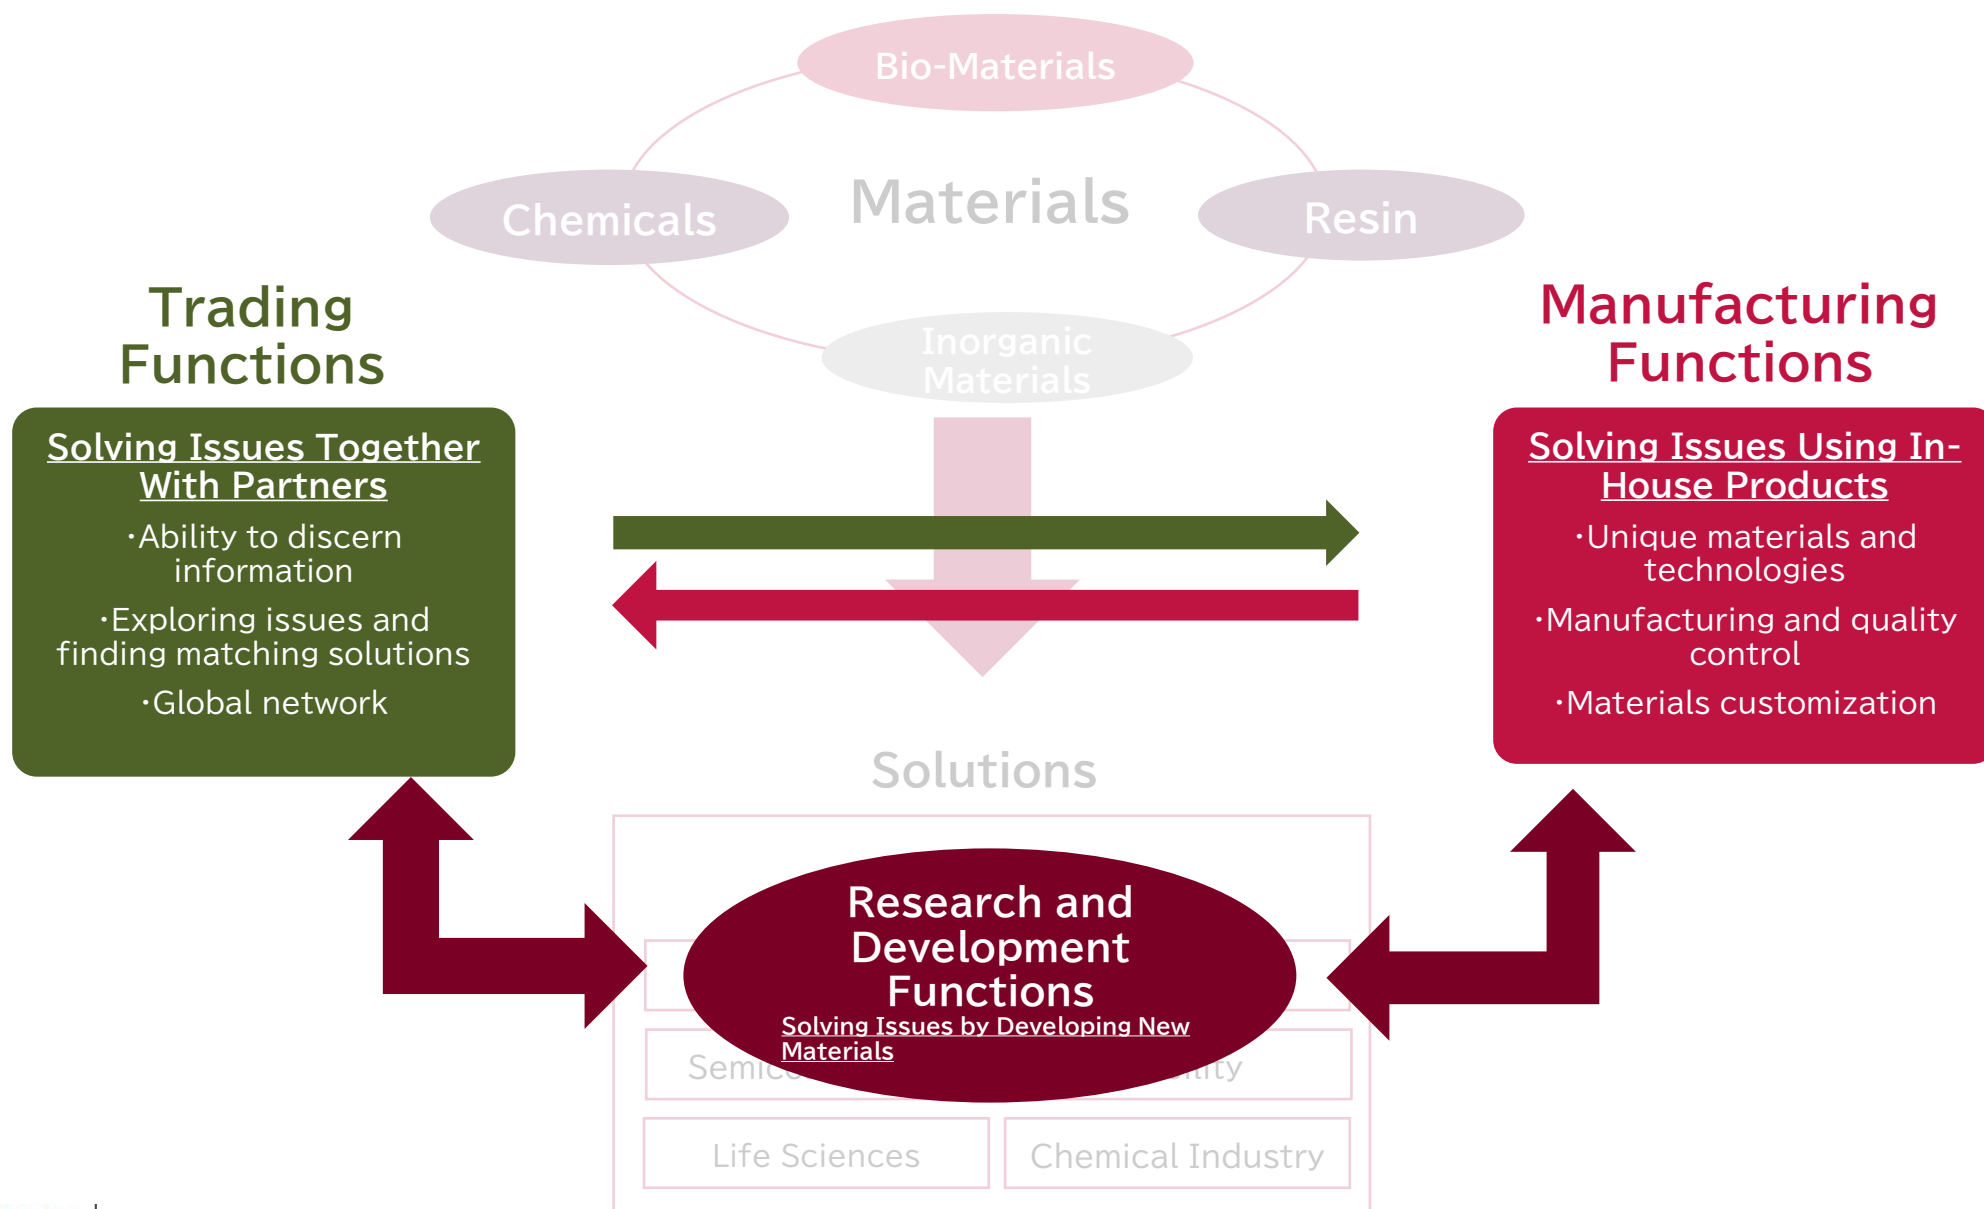 Bio-Materials
Materials
Chemicals
Resin
Inorganic
Materials
Trading
Functions
Solving Issues Together
With Partners
・Ability to discern
information
・Exploring issues and
finding matching solutions
・Global network
Manufacturing
Functions
Solving Issues Using In-
House Products
・Unique materials and
technologies
・Manufacturing and quality
control
・Materials customization
Solutions
Research and
Development
Functions
Solving Issues by Developing New
Materials
Life Sciences
Chemical Industry